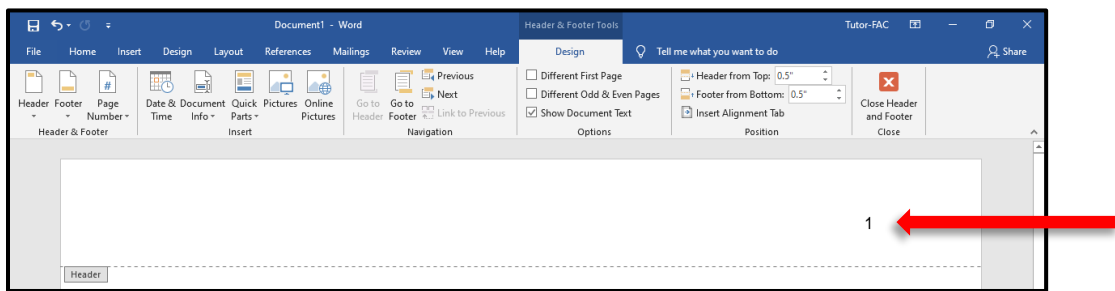 Document1 - Word
Header & Footer Tools
Tutor-FAC
File Home Insert Design Layout References Mailings Review View Help Design Tell me what you want to do Share
Header Footer Page Number
Header & Footer
Date & Time Document Info Quick Parts Pictures Online Pictures
Insert
Go to Header Go to Footer
Previous
Next
Link to Previous
Navigation
Different First Page
Different Odd & Even Pages
Show Document Text
Options
Header from Top: 0.5"
Footer from Bottom: 0.5"
Insert Alignment Tab
Position
Close Header and Footer
Close
1
Header